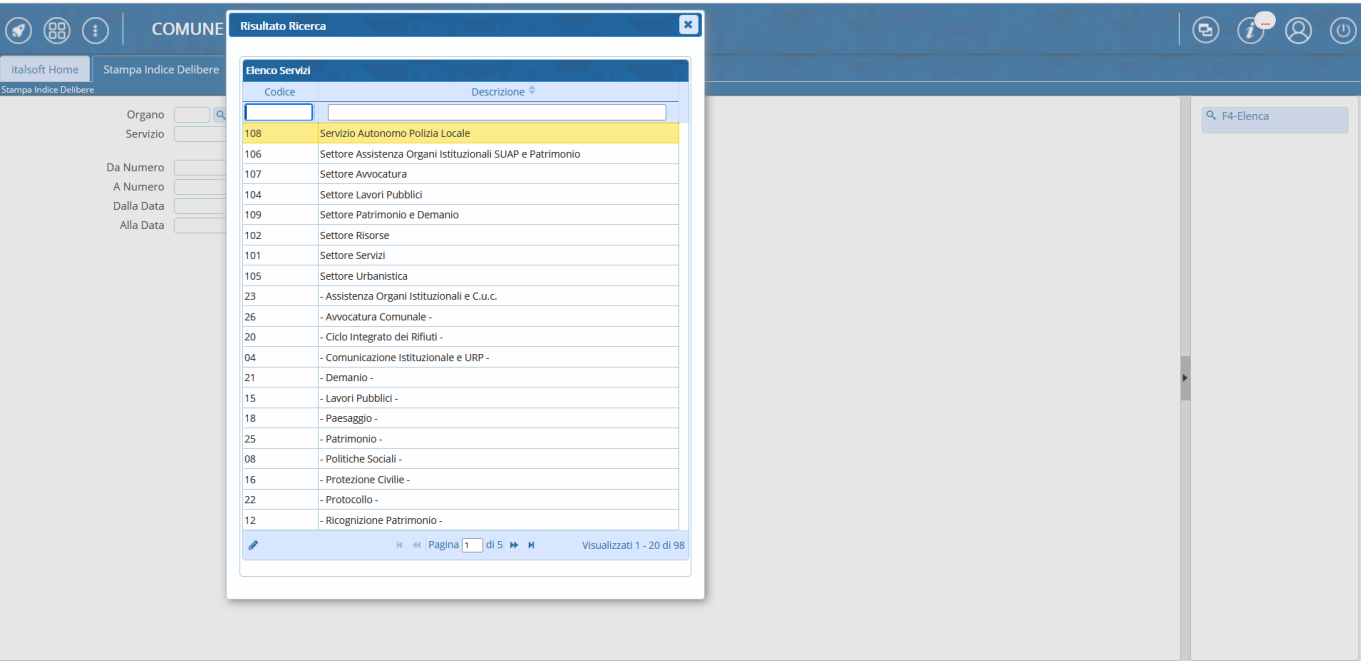 COMUNE
...
italsoft Home
Stampa Indice Delibere
Stampa Indice Delibere
Organo
Servizio
Da Numero
A Numero
Dalla Data
Alla Data
Risultato Ricerca
Elenco Servizi
Codice Descrizione
108 Servizio Autonomo Polizia Locale
106 Settore Assistenza Organi Istituzionali SUAP e Patrimonio
107 Settore Avvocatura
104 Settore Lavori Pubblici
109 Settore Patrimonio e Demanio
102 Settore Risorse
101 Settore Servizi
105 Settore Urbanistica
23 - Assistenza Organi Istituzionali e C.u.c.
26 - Avvocatura Comunale -
20 - Ciclo Integrato dei Rifiuti -
04 - Comunicazione Istituzionale e URP -
21 - Demanio -
15 - Lavori Pubblici -
18 - Paesaggio -
25 - Patrimonio -
08 - Politiche Sociali -
16 - Protezione Civilie -
22 - Protocollo -
12 - Ricognizione Patrimonio -
Pagina 1 di 5 Visualizzati 1 - 20 di 98
F4-Elenca